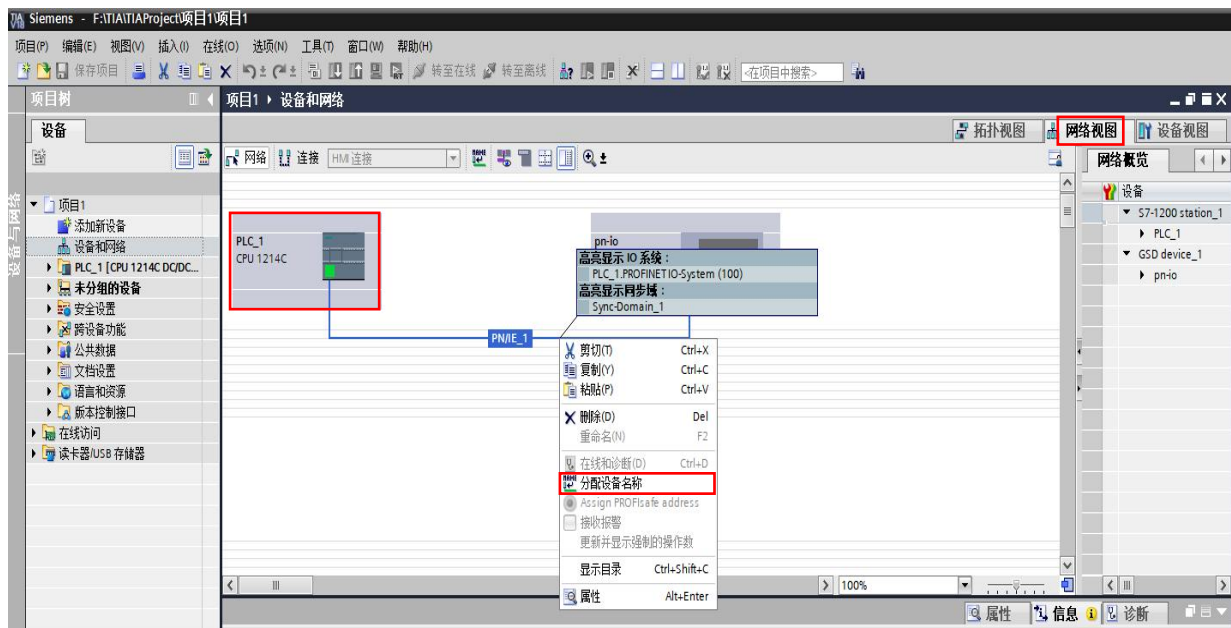 Siemens - F:\TIA\TIAProject\项目1\项目1
项目(P) 编辑(E) 视图(V) 插入(I) 在线(O) 选项(N) 工具(T) 窗口(W) 帮助(H)
保存项目 转至在线 转至离线 <在项目中搜索>
项目树 项目1 ▸ 设备和网络
设备 拓扑视图 网络视图 设备视图
网络 连接 HMI 连接 网络概览
设备与网络
项目1
添加新设备
设备和网络
PLC_1 [CPU 1214C DC/DC...
未分组的设备
安全设置
跨设备功能
公共数据
文档设置
语言和资源
版本控制接口
在线访问
读卡器/USB 存储器
PLC_1
CPU 1214C
pn-io
高亮显示 IO 系统：
PLC_1.PROFINET IO-System (100)
高亮显示同步域：
Sync-Domain_1
PN/IE_1
剪切(T) Ctrl+X
复制(Y) Ctrl+C
粘贴(P) Ctrl+V
删除(D) Del
重命名(N) F2
在线和诊断(D) Ctrl+D
分配设备名称
Assign PROFIsafe address
接收报警
更新并显示强制的操作数
显示目录 Ctrl+Shift+C
属性 Alt+Enter
设备
S7-1200 station_1
PLC_1
GSD device_1
pn-io
100%
属性 信息 诊断